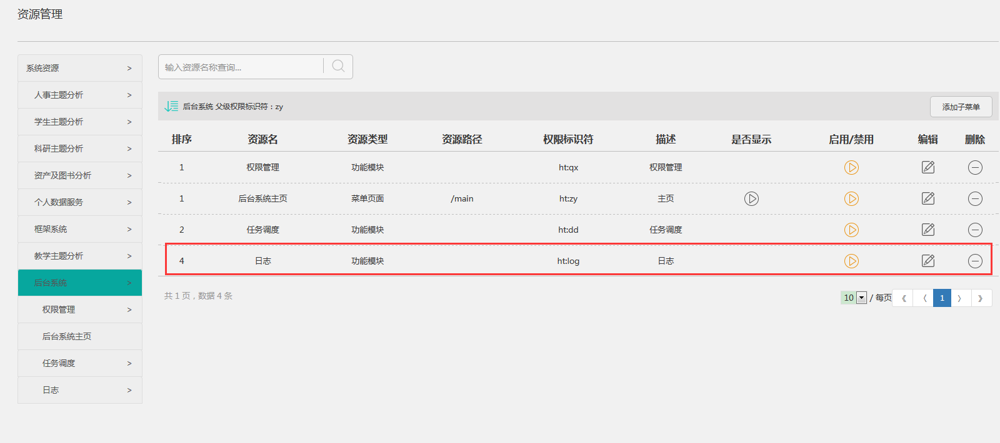 资源管理
系统资源 >
人事主题分析 >
学生主题分析 >
科研主题分析 >
资产及图书分析 >
个人数据服务 >
框架系统 >
教学主题分析 >
后台系统 >
权限管理 >
后台系统主页
任务调度 >
日志 >
输入资源名称查询...
后台系统 父级权限标识符：zy
添加子菜单
排序 资源名 资源类型 资源路径 权限标识符 描述 是否显示 启用/禁用 编辑 删除
1 权限管理 功能模块 ht:qx 权限管理
1 后台系统主页 菜单页面 /main ht:zy 主页
2 任务调度 功能模块 ht:dd 任务调度
4 日志 功能模块 ht:log 日志
共 1 页，数据 4 条
10 / 每页 《 〈 1 〉 》